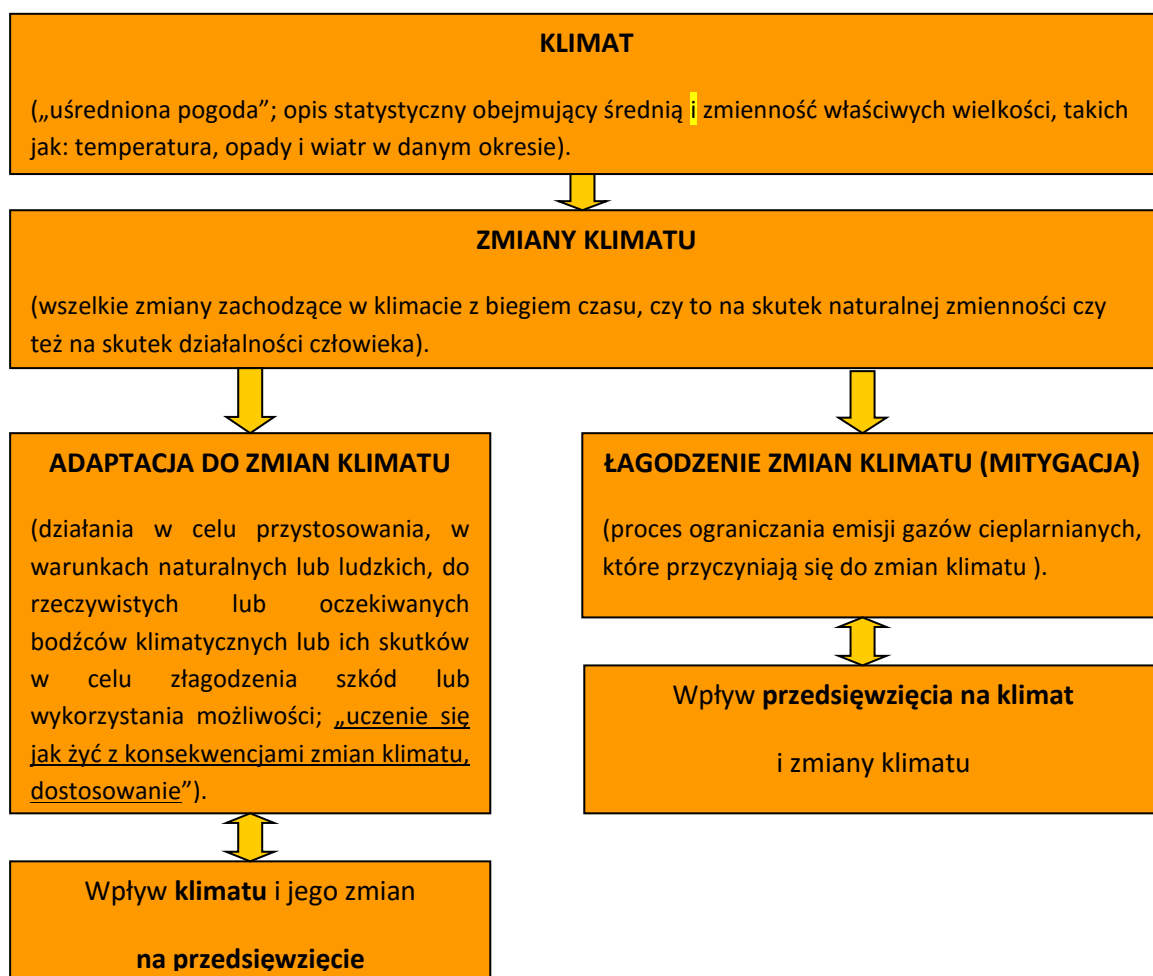 KLIMAT
(„uśredniona pogoda”; opis statystyczny obejmujący średnią i zmienność właściwych wielkości, takich
jak: temperatura, opady i wiatr w danym okresie).
ZMIANY KLIMATU
(wszelkie zmiany zachodzące w klimacie z biegiem czasu, czy to na skutek naturalnej zmienności czy
też na skutek działalności człowieka).
ADAPTACJA DO ZMIAN KLIMATU
(działania w celu przystosowania, w
warunkach naturalnych lub ludzkich, do
rzeczywistych lub oczekiwanych
bodźców klimatycznych lub ich skutków
w celu złagodzenia szkód lub
wykorzystania możliwości; „uczenie się
jak żyć z konsekwencjami zmian klimatu,
dostosowanie”).
Wpływ klimatu i jego zmian
na przedsięwzięcie
ŁAGODZENIE ZMIAN KLIMATU (MITYGACJA)
(proces ograniczania emisji gazów cieplarnianych,
które przyczyniają się do zmian klimatu ).
Wpływ przedsięwzięcia na klimat
i zmiany klimatu